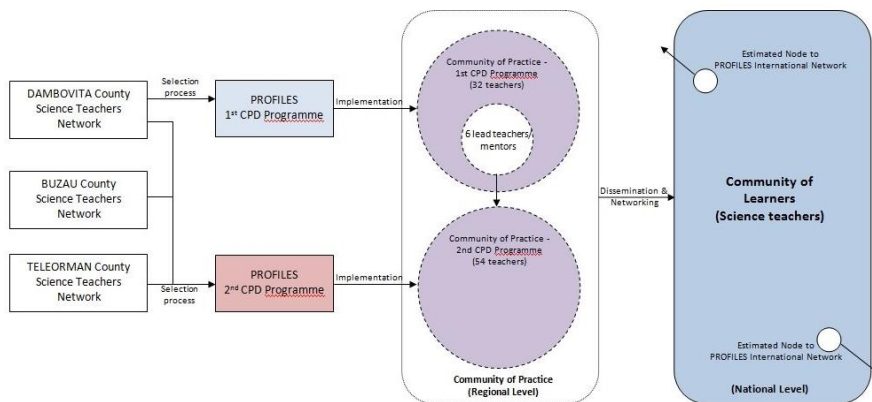 DAMBOVITA County
Science Teachers
Network
BUZAU County
Science Teachers
Network
TELEORMAN County
Science Teachers
Network
Selection
process
Selection
process
PROFILES
1st CPD Programme
PROFILES
2nd CPD Programme
Implementation
Implementation
Community of Practice -
1st CPD Programme
(32 teachers)
6 lead teachers/
mentors
Community of Practice -
2nd CPD Programme
(54 teachers)
Community of Practice
(Regional Level)
Dissemination &
Networking
Estimated Node to
PROFILES International Network
Community of
Learners
(Science teachers)
Estimated Node to
PROFILES International Network
(National Level)